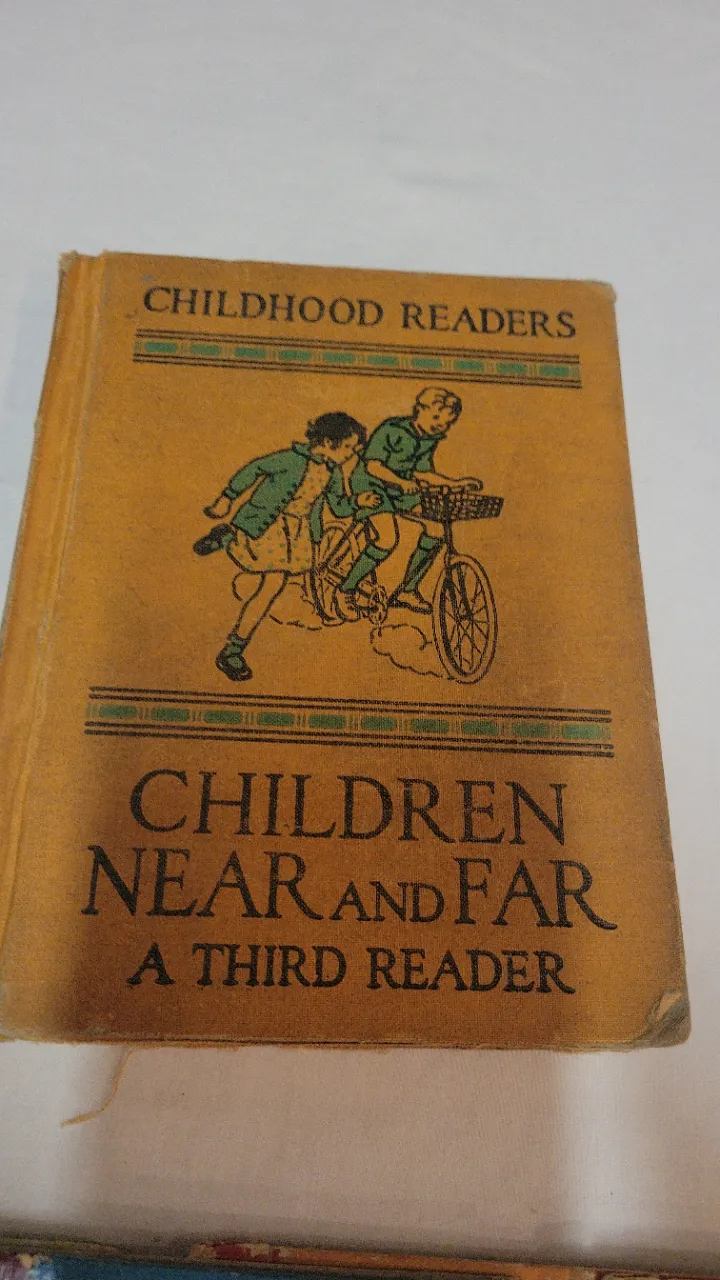 CHILDHOOD READERS
CHILDREN
NEAR AND FAR
A THIRD READER